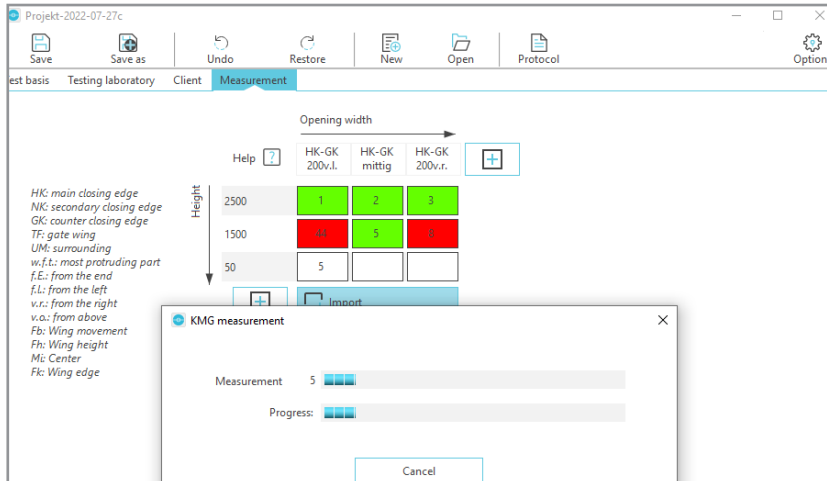 Projekt-2022-07-27c
Save Save as Undo Restore New Open Protocol Option
est basis Testing laboratory Client Measurement
Opening width
Help ? HK-GK 200v.l. HK-GK mittig HK-GK 200v.r.
HK: main closing edge
NK: secondary closing edge
GK: counter closing edge
TF: gate wing
UM: surrounding
w.f.t.: most protruding part
f.E.: from the end
f.l.: from the left
v.r.: from the right
v.o.: from above
Fb: Wing movement
Fh: Wing height
Mi: Center
Fk: Wing edge
Height
2500 1 2 3
1500 44 5
50 5
Import
KMG measurement
Measurement 5
Progress:
Cancel